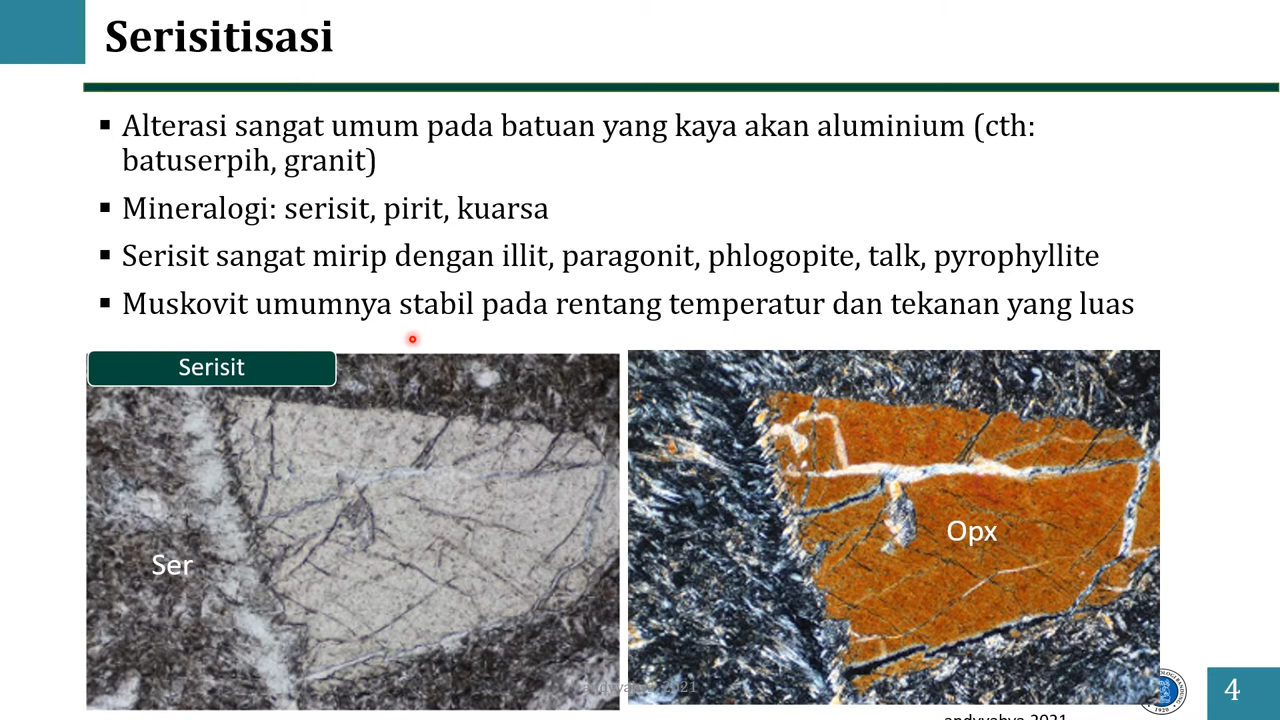 Serisitisasi
▪ Alterasi sangat umum pada batuan yang kaya akan aluminium (cth:
batuserpih, granit)
▪ Mineralogi: serisit, pirit, kuarsa
▪ Serisit sangat mirip dengan illit, paragonit, phlogopite, talk, pyrophyllite
▪ Muskovit umumnya stabil pada rentang temperatur dan tekanan yang luas
Serisit
Ser
Opx
andyyahya 2021
4